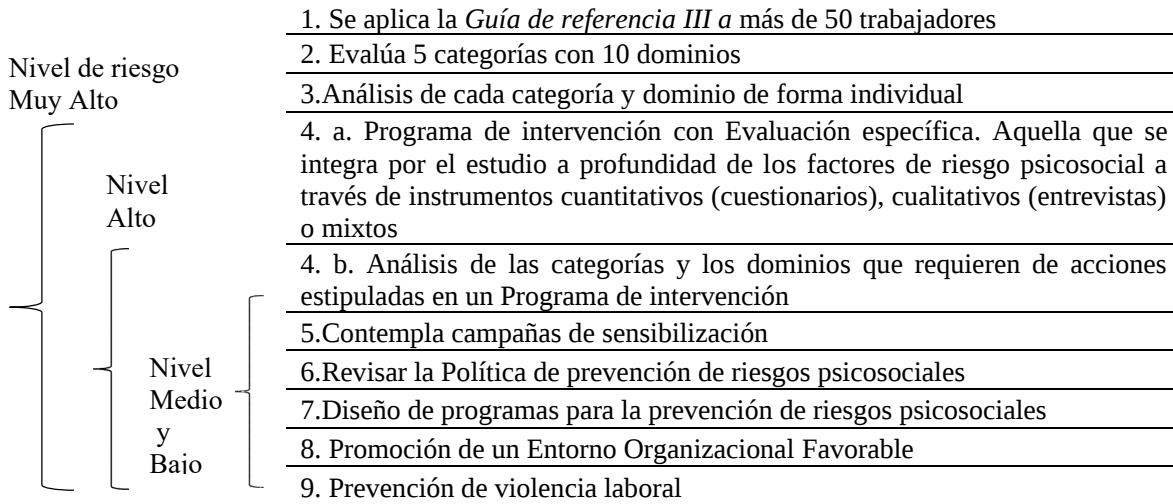 Nivel de riesgo
Muy Alto
Nivel
Alto
Nivel
Medio
y
Bajo
1. Se aplica la Guía de referencia III a más de 50 trabajadores
2. Evalúa 5 categorías con 10 dominios
3.Análisis de cada categoría y dominio de forma individual
4. a. Programa de intervención con Evaluación específica. Aquella que se
integra por el estudio a profundidad de los factores de riesgo psicosocial a
través de instrumentos cuantitativos (cuestionarios), cualitativos (entrevistas)
o mixtos
4. b. Análisis de las categorías y los dominios que requieren de acciones
estipuladas en un Programa de intervención
5.Contempla campañas de sensibilización
6.Revisar la Política de prevención de riesgos psicosociales
7.Diseño de programas para la prevención de riesgos psicosociales
8. Promoción de un Entorno Organizacional Favorable
9. Prevención de violencia laboral